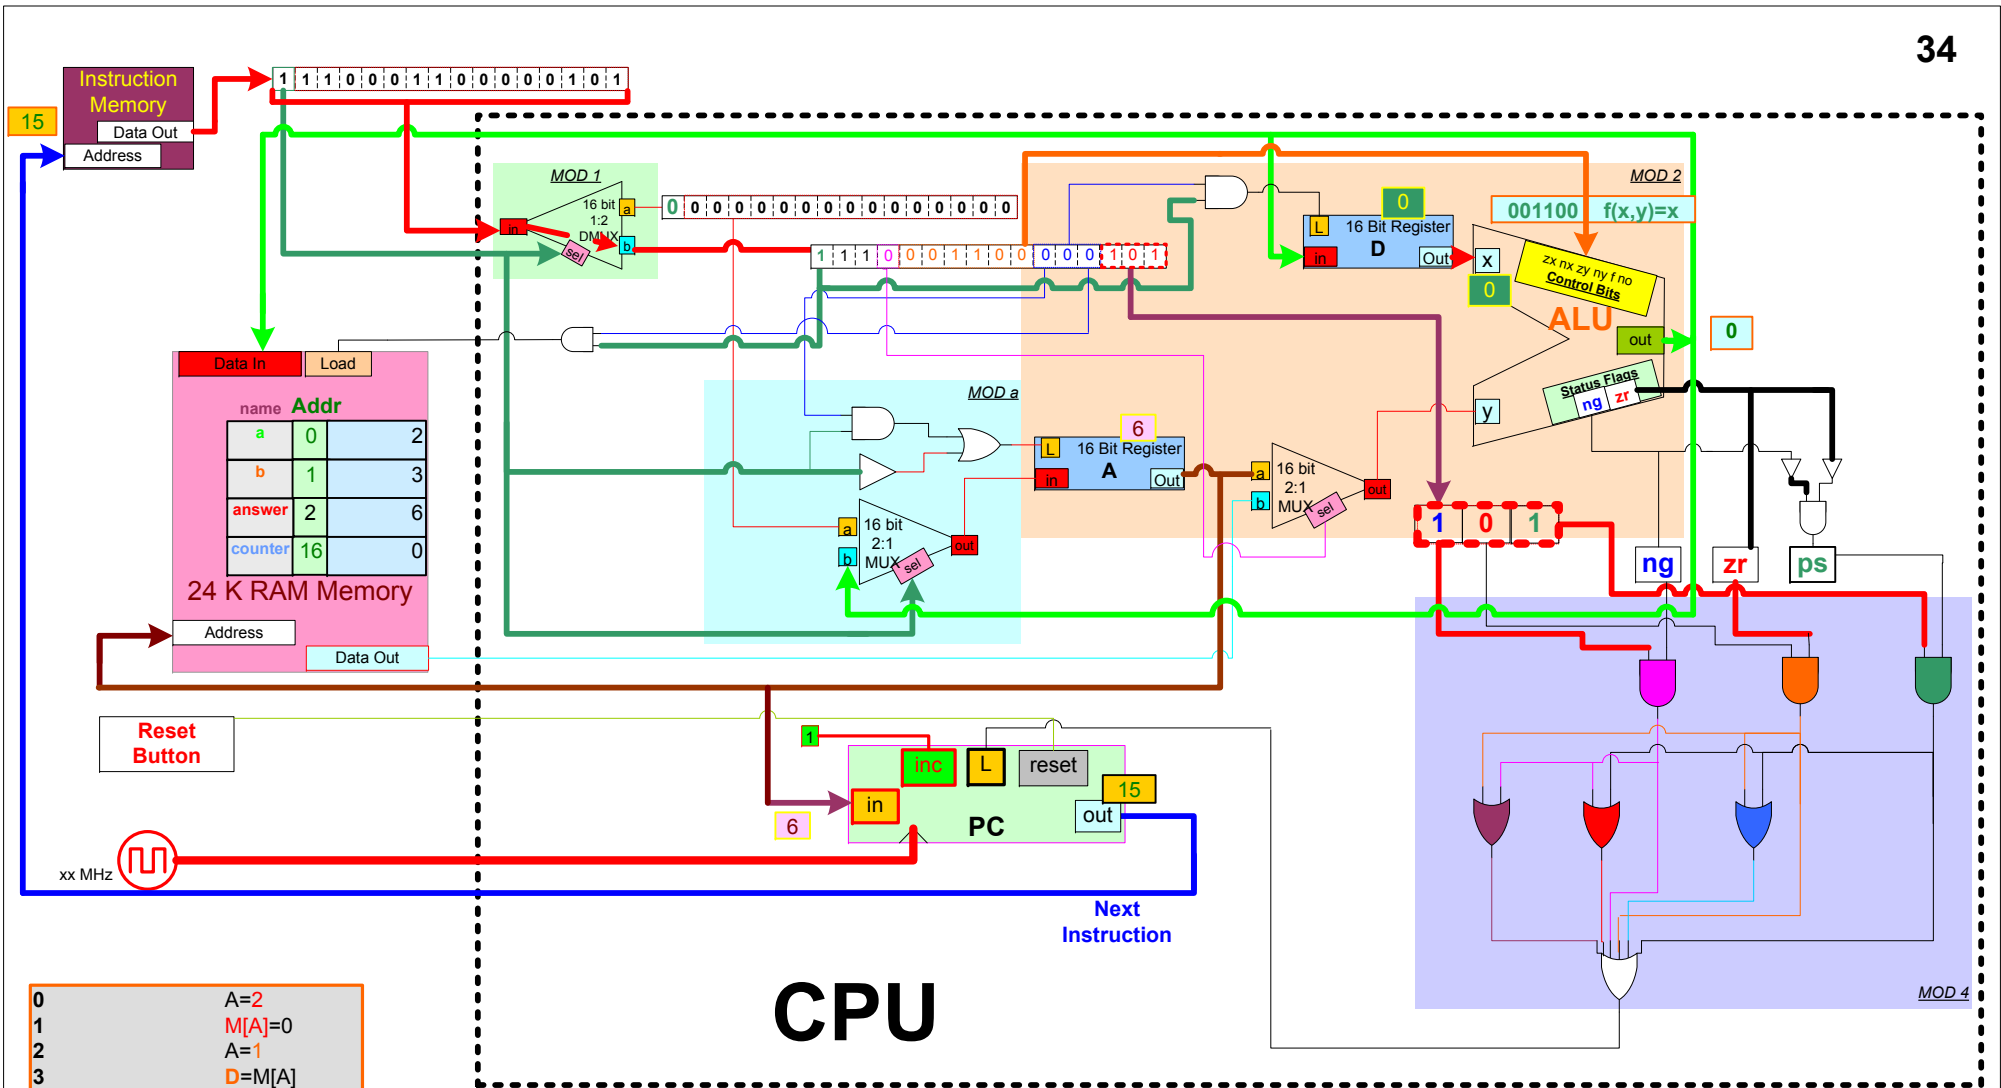 34
Instruction
Memory
Data Out
Address
15
1 1 1 0 0 0 1 1 0 0 0 0 0 1 0 1
MOD 1
16 bit
1:2
DMUX
in
sel
a
b
0 0 0 0 0 0 0 0 0 0 0 0 0 0 0 0
1 1 1 0 0 0 1 1 0 0 0 0 0 1 0 1
MOD 2
0
16 Bit Register
D
L
in
Out
001100 f(x,y)=x
x
0
zx nx zy ny f no
Control Bits
ALU
out
0
Status Flags
ng zr
y
Data In
Load
name Addr
a 0 2
b 1 3
answer 2 6
counter 16 0
24 K RAM Memory
Address
Data Out
MOD a
6
16 Bit Register
A
L
in
Out
a
b
16 bit
2:1
MUX
sel
out
a
b
16 bit
2:1
MUX
sel
out
1 0 1
ng
zr
ps
Reset
Button
1
inc
L
reset
in
15
out
PC
6
xx MHz
Next
Instruction
CPU
MOD 4
0 A=2
1 M[A]=0
2 A=1
3 D=M[A]